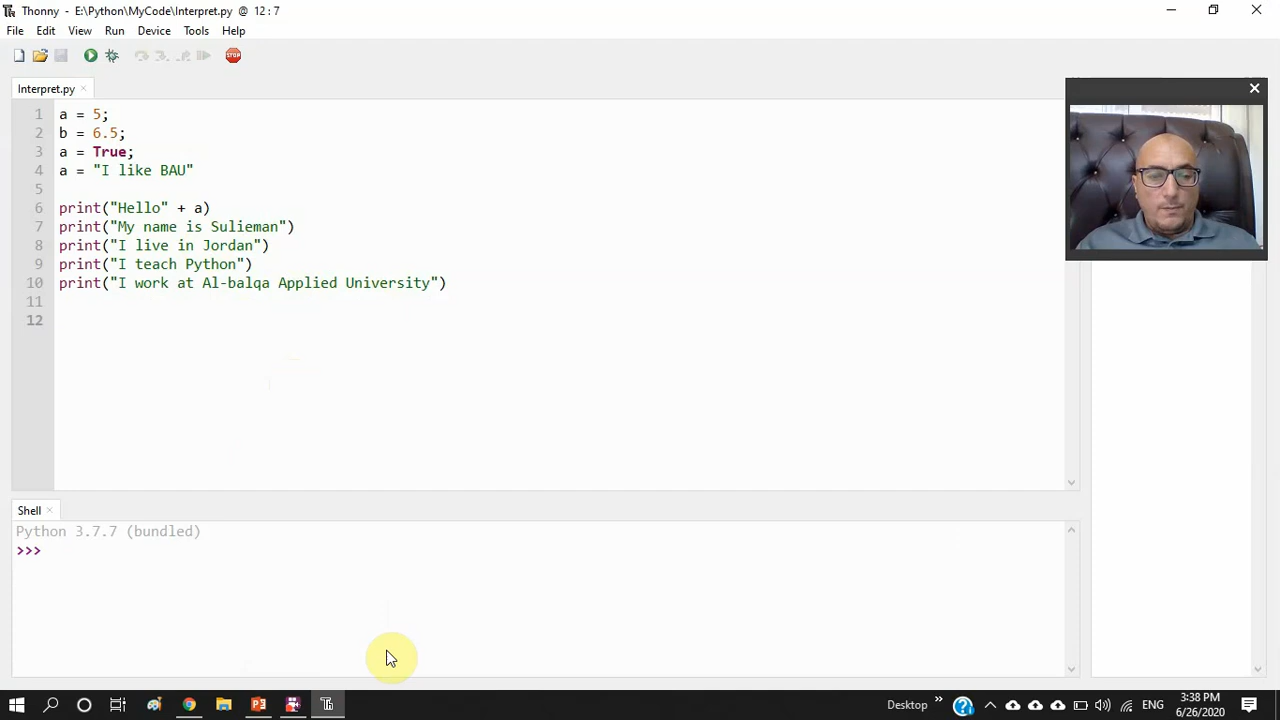 Thonny - E:\Python\MyCode\Interpret.py @ 12 : 7
File Edit View Run Device Tools Help
STOP
Interpret.py
1 a = 5;
2 b = 6.5;
3 a = True;
4 a = "I like BAU"
5
6 print("Hello" + a)
7 print("My name is Sulieman")
8 print("I live in Jordan")
9 print("I teach Python")
10 print("I work at Al-balqa Applied University")
11
12
Shell
Python 3.7.7 (bundled)
>>>
Desktop » ENG 3:38 PM
6/26/2020